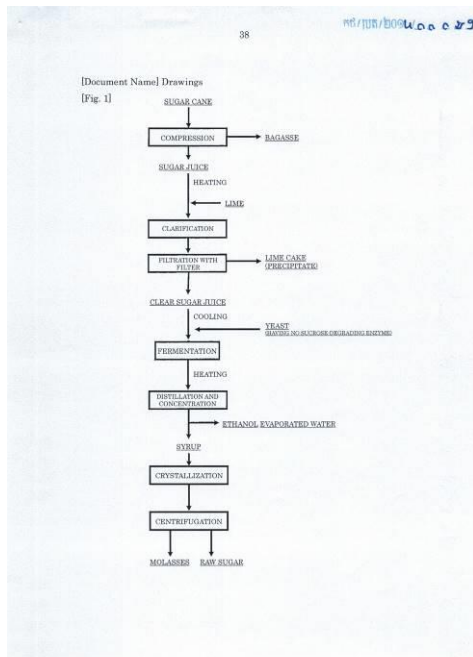 38
[Document Name] Drawings
[Fig. 1]
SUGAR CANE
COMPRESSION
BAGASSE
SUGAR JUICE
HEATING
LIME
CLARIFICATION
FILTRATION WITH
FILTER
LIME CAKE
(PRECIPITATE)
CLEAR SUGAR JUICE
COOLING
YEAST
(HAVING NO SUCROSE DEGRADING ENZYME)
FERMENTATION
HEATING
DISTILLATION AND
CONCENTRATION
ETHANOL EVAPORATED WATER
SYRUP
CRYSTALLIZATION
CENTRIFUGATION
MOLASSES
RAW SUGAR